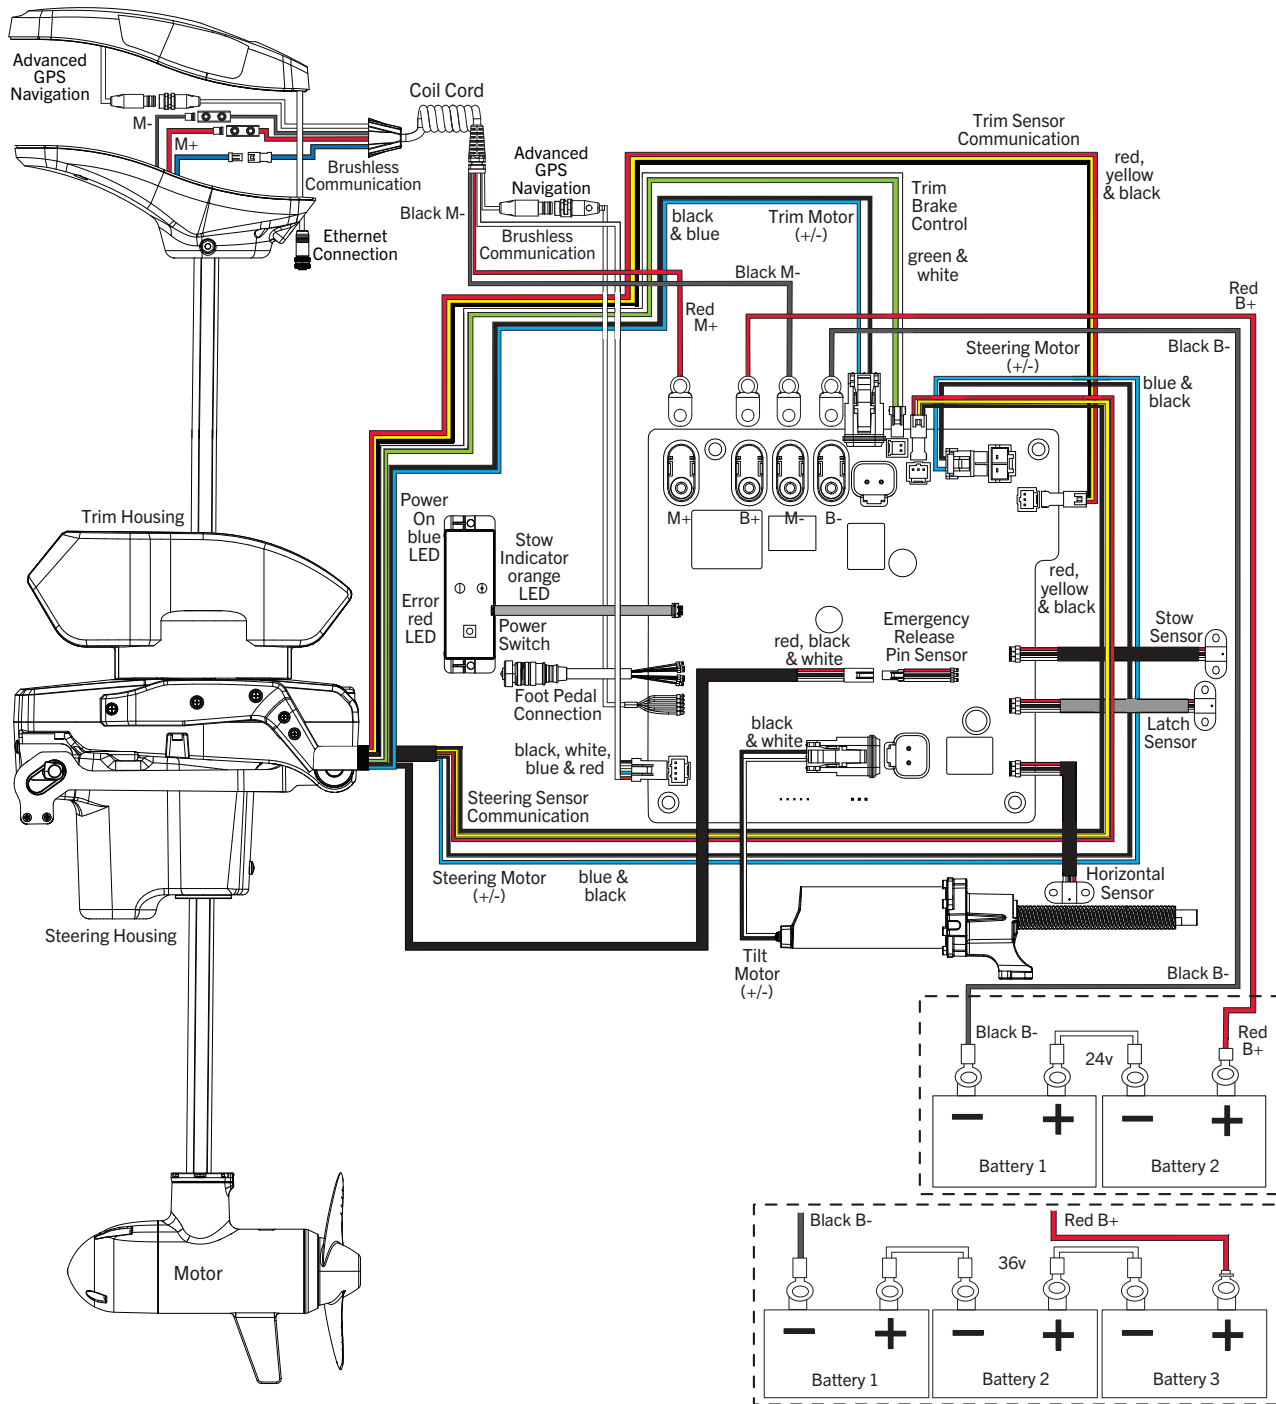 Advanced
GPS
Navigation
M-
M+
Coil Cord
Brushless
Communication
Black M-
Advanced
GPS
Navigation
Brushless
Communication
Ethernet
Connection
Trim Sensor
Communication
red,
yellow
& black
Trim
Brake
Control
Trim Motor
(+/-)
black
& blue
green &
white
Black M-
Red
M+
Red
B+
Black B-
Steering Motor
(+/-)
blue &
black
M+
B+
M-
B-
Trim Housing
Power
On
blue
LED
Stow
Indicator
orange
LED
Error
red
LED
Power
Switch
Foot Pedal
Connection
red, black
& white
Emergency
Release
Pin Sensor
red,
yellow
& black
Stow
Sensor
Latch
Sensor
black
& white
black, white,
blue & red
Steering Sensor
Communication
Steering Motor
(+/-)
blue &
black
Horizontal
Sensor
Steering Housing
Tilt
Motor
(+/-)
Black B-
Black B-
Red
B+
24v
Battery 1
Battery 2
Motor
Black B-
Red B+
36v
Battery 1
Battery 2
Battery 3